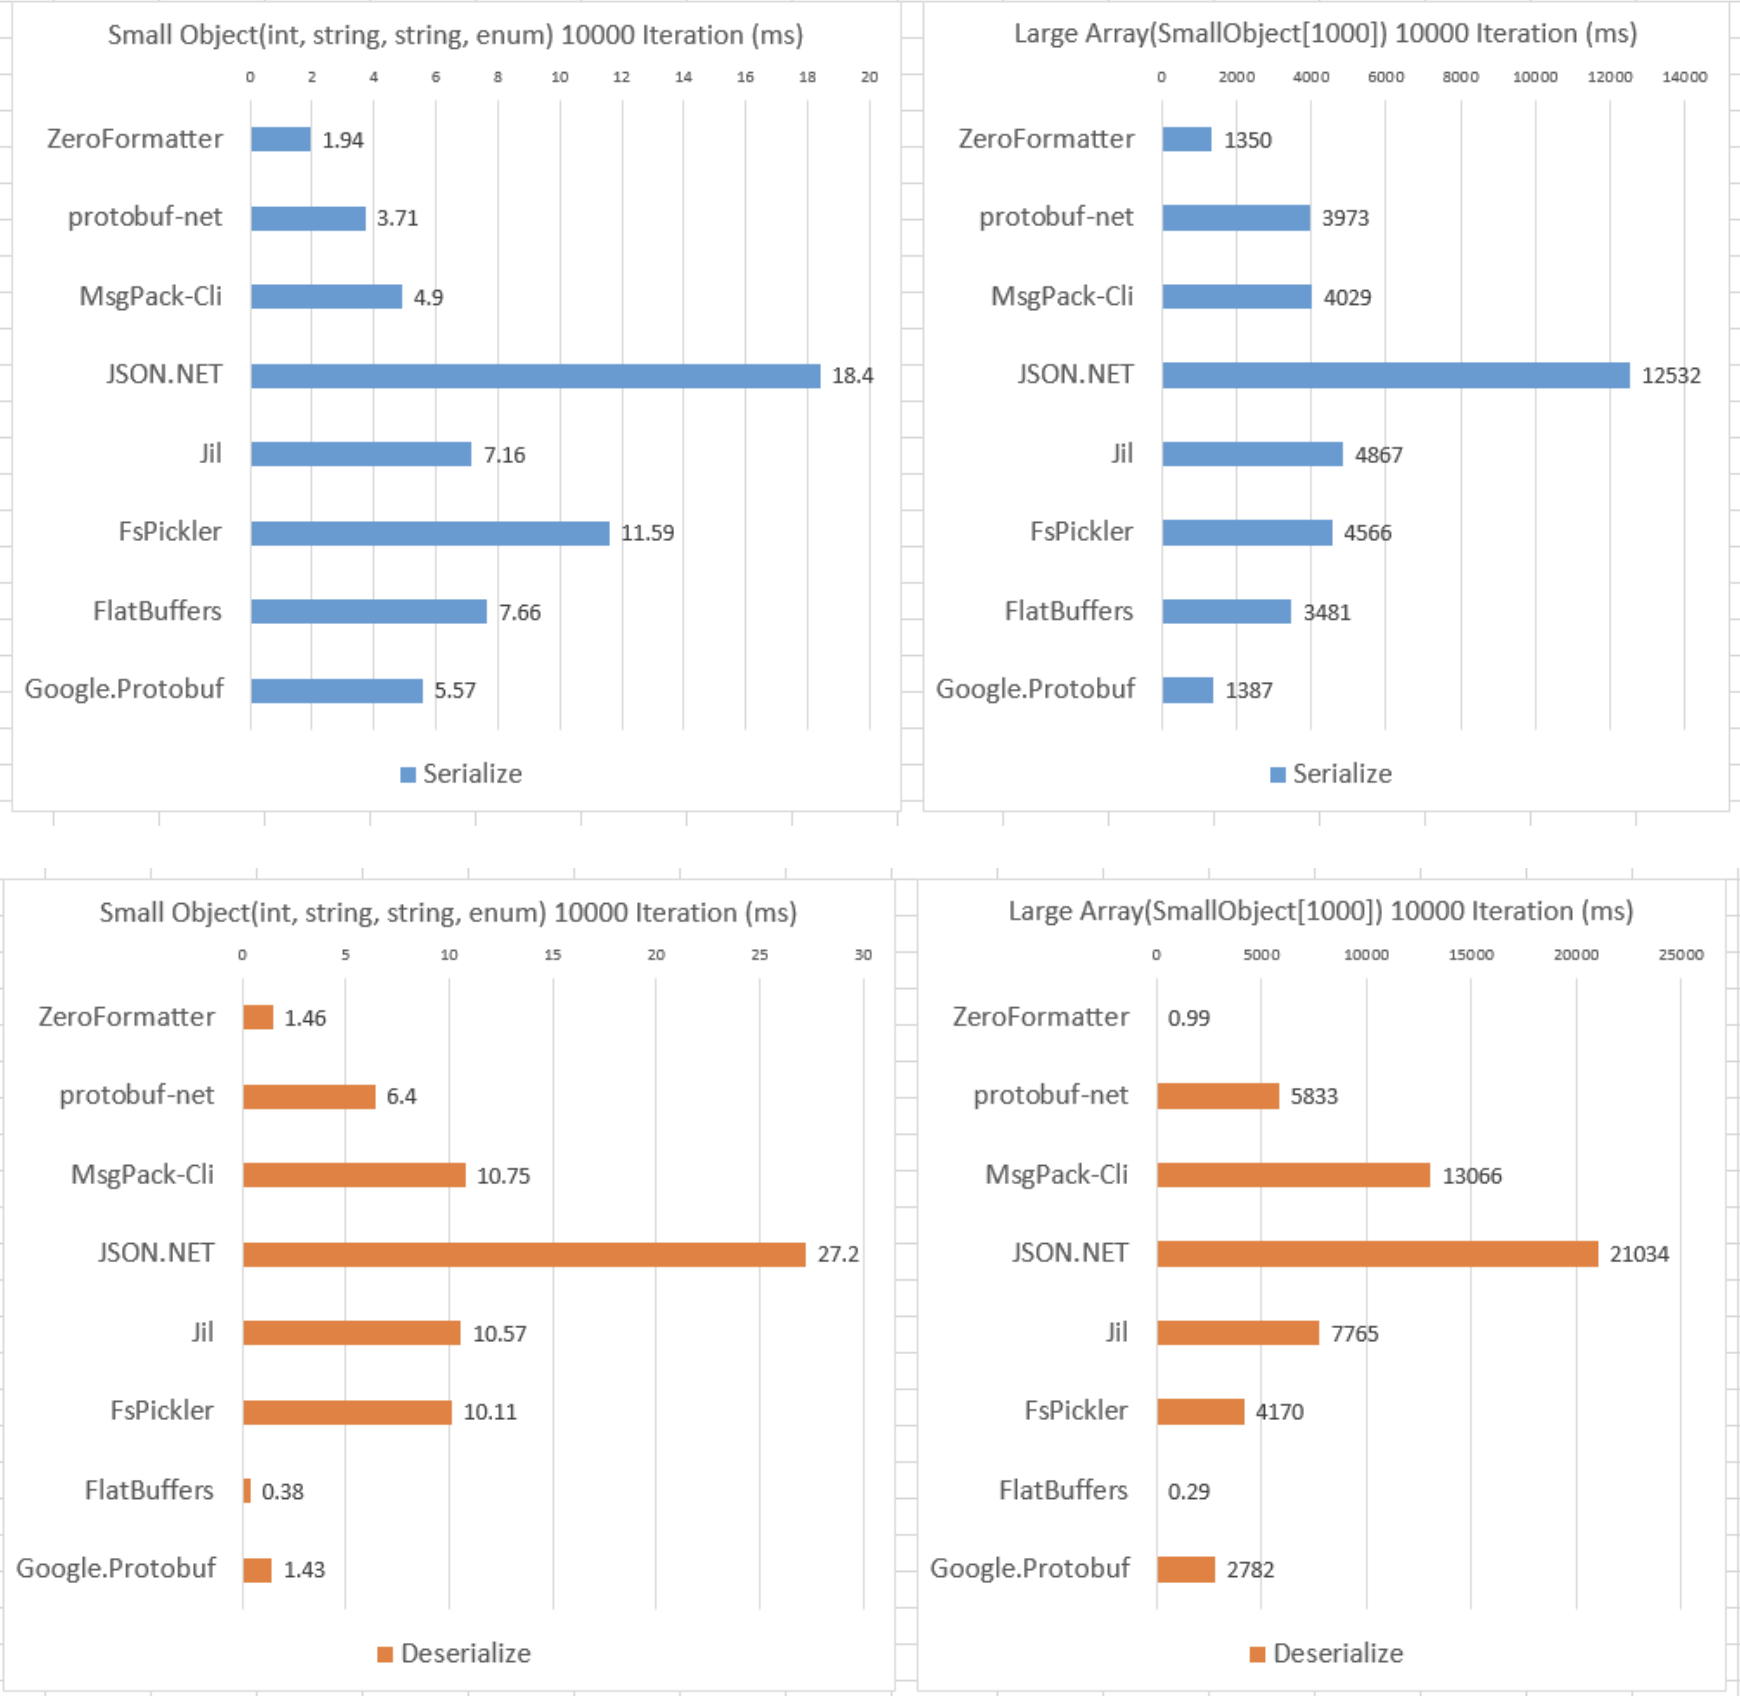 Small Object(int, string, string, enum) 10000 Iteration (ms)
0 2 4 6 8 10 12 14 16 18 20
ZeroFormatter 1.94
protobuf-net 3.71
MsgPack-Cli 4.9
JSON.NET 18.4
Jil 7.16
FsPickler 11.59
FlatBuffers 7.66
Google.Protobuf 5.57
Serialize
Large Array(SmallObject[1000]) 10000 Iteration (ms)
0 2000 4000 6000 8000 10000 12000 14000
ZeroFormatter 1350
protobuf-net 3973
MsgPack-Cli 4029
JSON.NET 12532
Jil 4867
FsPickler 4566
FlatBuffers 3481
Google.Protobuf 1387
Serialize
Small Object(int, string, string, enum) 10000 Iteration (ms)
0 5 10 15 20 25 30
ZeroFormatter 1.46
protobuf-net 6.4
MsgPack-Cli 10.75
JSON.NET 27.2
Jil 10.57
FsPickler 10.11
FlatBuffers 0.38
Google.Protobuf 1.43
Deserialize
Large Array(SmallObject[1000]) 10000 Iteration (ms)
0 5000 10000 15000 20000 25000
ZeroFormatter 0.99
protobuf-net 5833
MsgPack-Cli 13066
JSON.NET 21034
Jil 7765
FsPickler 4170
FlatBuffers 0.29
Google.Protobuf 2782
Deserialize